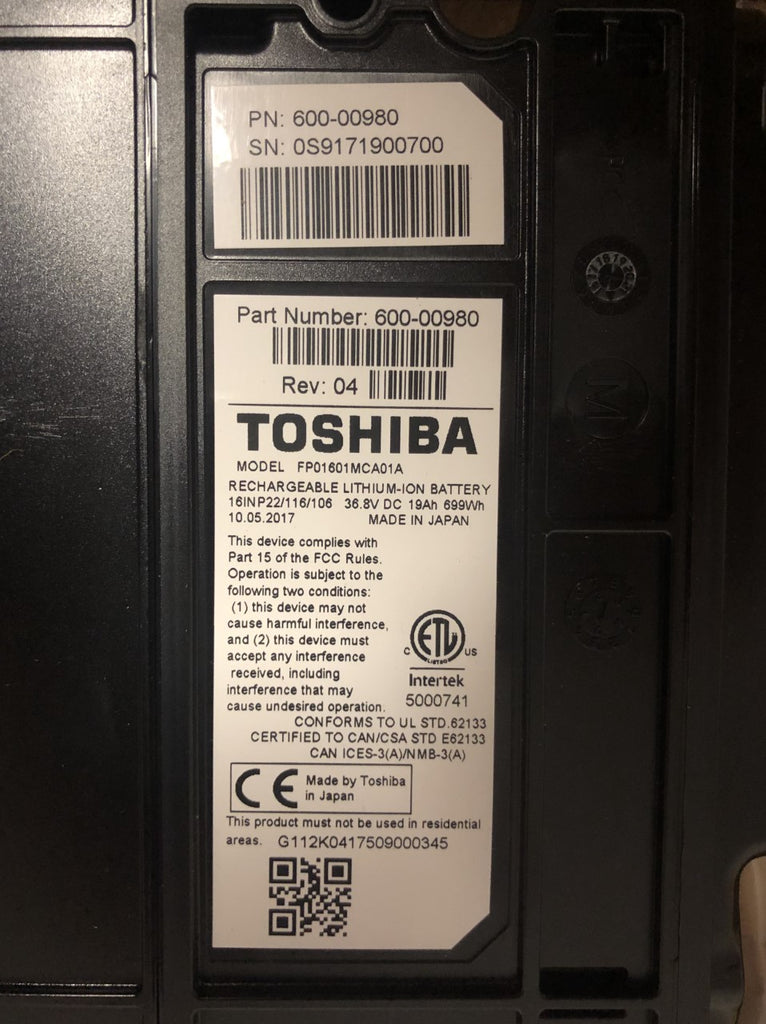 PN: 600-00980
SN: 0S9171900700
Part Number: 600-00980
Rev: 04
TOSHIBA
MODEL FP01601MCA01A
RECHARGEABLE LITHIUM-ION BATTERY
16INP22/116/106 36.8V DC 19Ah 699Wh
10.05.2017 MADE IN JAPAN
This device complies with
Part 15 of the FCC Rules.
Operation is subject to the
following two conditions:
(1) this device may not
cause harmful interference,
and (2) this device must
accept any interference
received, including
interference that may
cause undesired operation.
C ETL US
LISTED
Intertek
5000741
CONFORMS TO UL STD.62133
CERTIFIED TO CAN/CSA STD E62133
CAN ICES-3(A)/NMB-3(A)
CE Made by Toshiba
in Japan
This product must not be used in residential
areas. G112K0417509000345